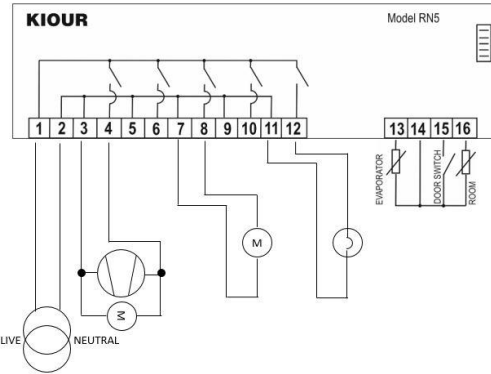 KIOUR
Model RN5
1 2 3 4 5 6 7 8 9 10 11 12
13 14 15 16
EVAPORATOR
DOOR SWITCH
ROOM
M
M
LIVE
NEUTRAL